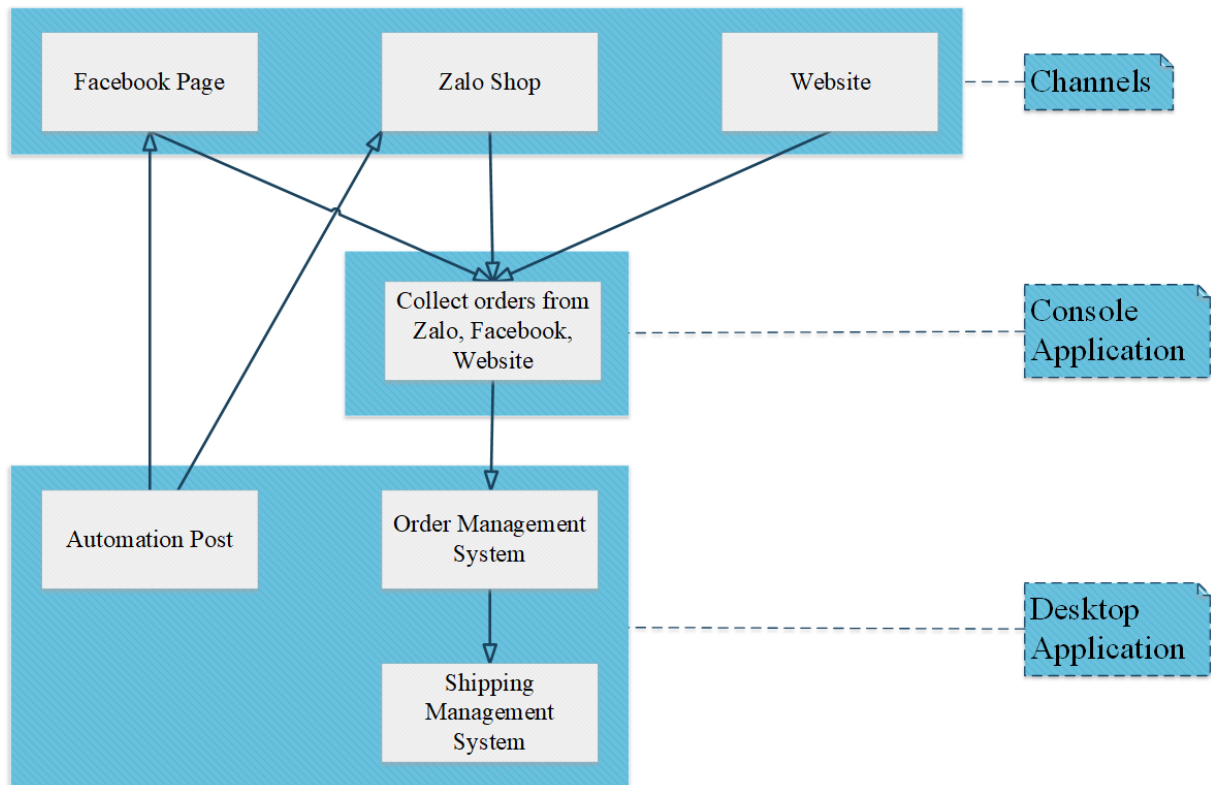 Facebook Page
Zalo Shop
Website
Channels
Collect orders from
Zalo, Facebook,
Website
Console
Application
Automation Post
Order Management
System
Desktop
Application
Shipping
Management
System